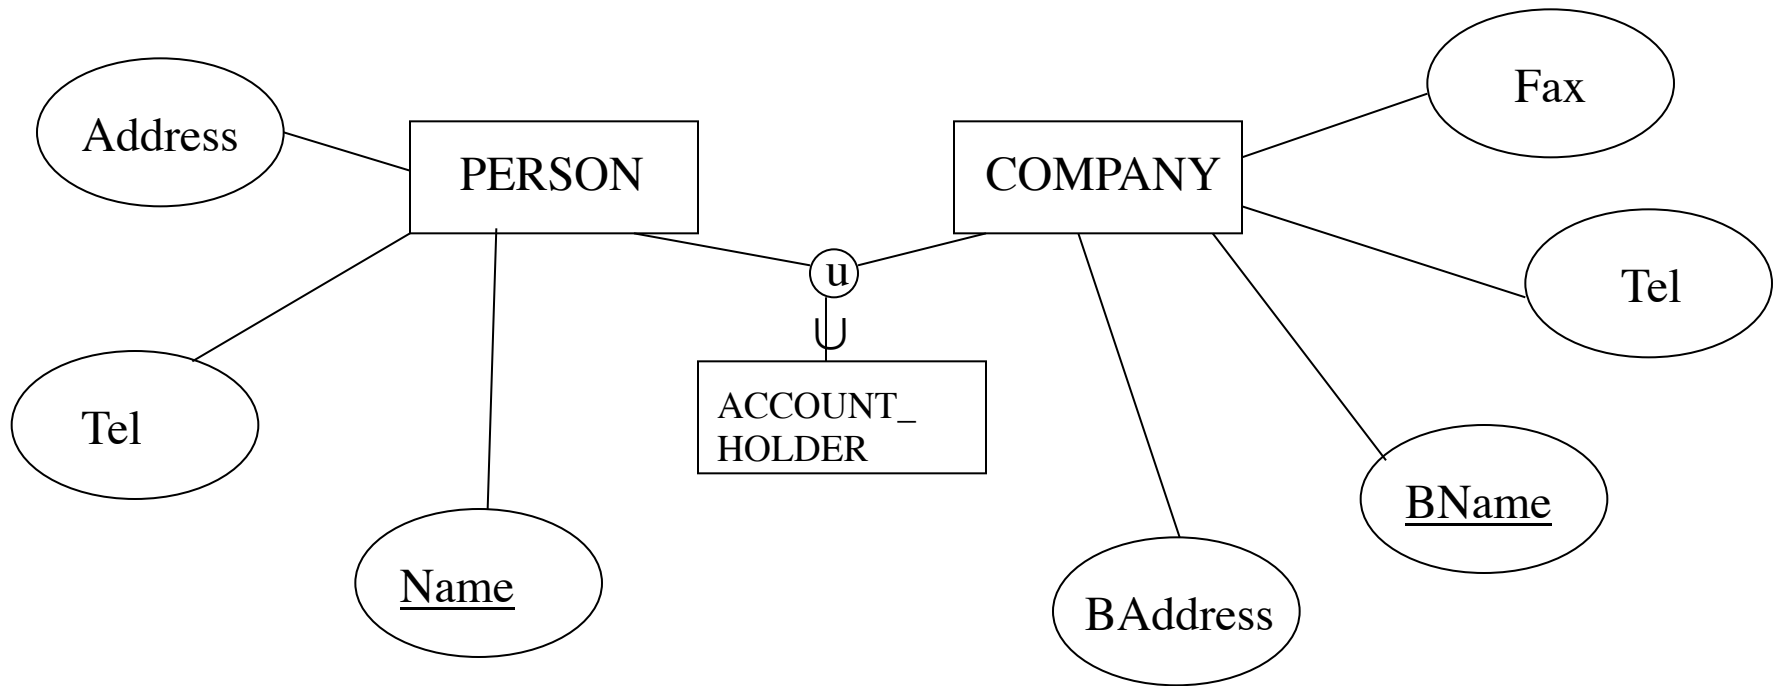 Fax
Address
PERSON
COMPANY
u
Tel
∪
ACCOUNT_
HOLDER
Tel
BName
Name
BAddress